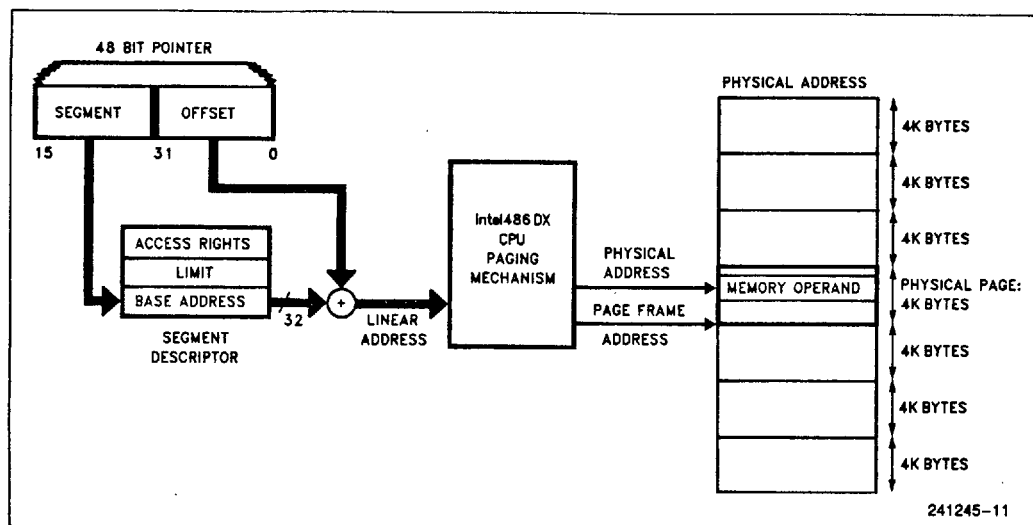 48 BIT POINTER
SEGMENT
OFFSET
15
31
0
ACCESS RIGHTS
LIMIT
BASE ADDRESS
SEGMENT
DESCRIPTOR
32
+
LINEAR
ADDRESS
Intel486 DX
CPU
PAGING
MECHANISM
PHYSICAL
ADDRESS
PAGE FRAME
ADDRESS
PHYSICAL ADDRESS
4K BYTES
4K BYTES
4K BYTES
MEMORY OPERAND
PHYSICAL PAGE:
4K BYTES
4K BYTES
4K BYTES
4K BYTES
241245-11